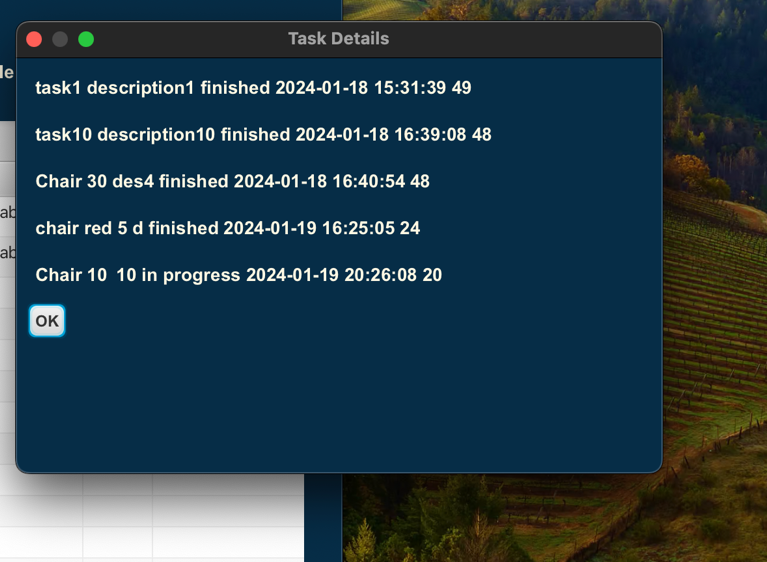 Task Details
task1 description1 finished 2024-01-18 15:31:39 49
task10 description10 finished 2024-01-18 16:39:08 48
Chair 30 des4 finished 2024-01-18 16:40:54 48
chair red 5 d finished 2024-01-19 16:25:05 24
Chair 10  10 in progress 2024-01-19 20:26:08 20
OK